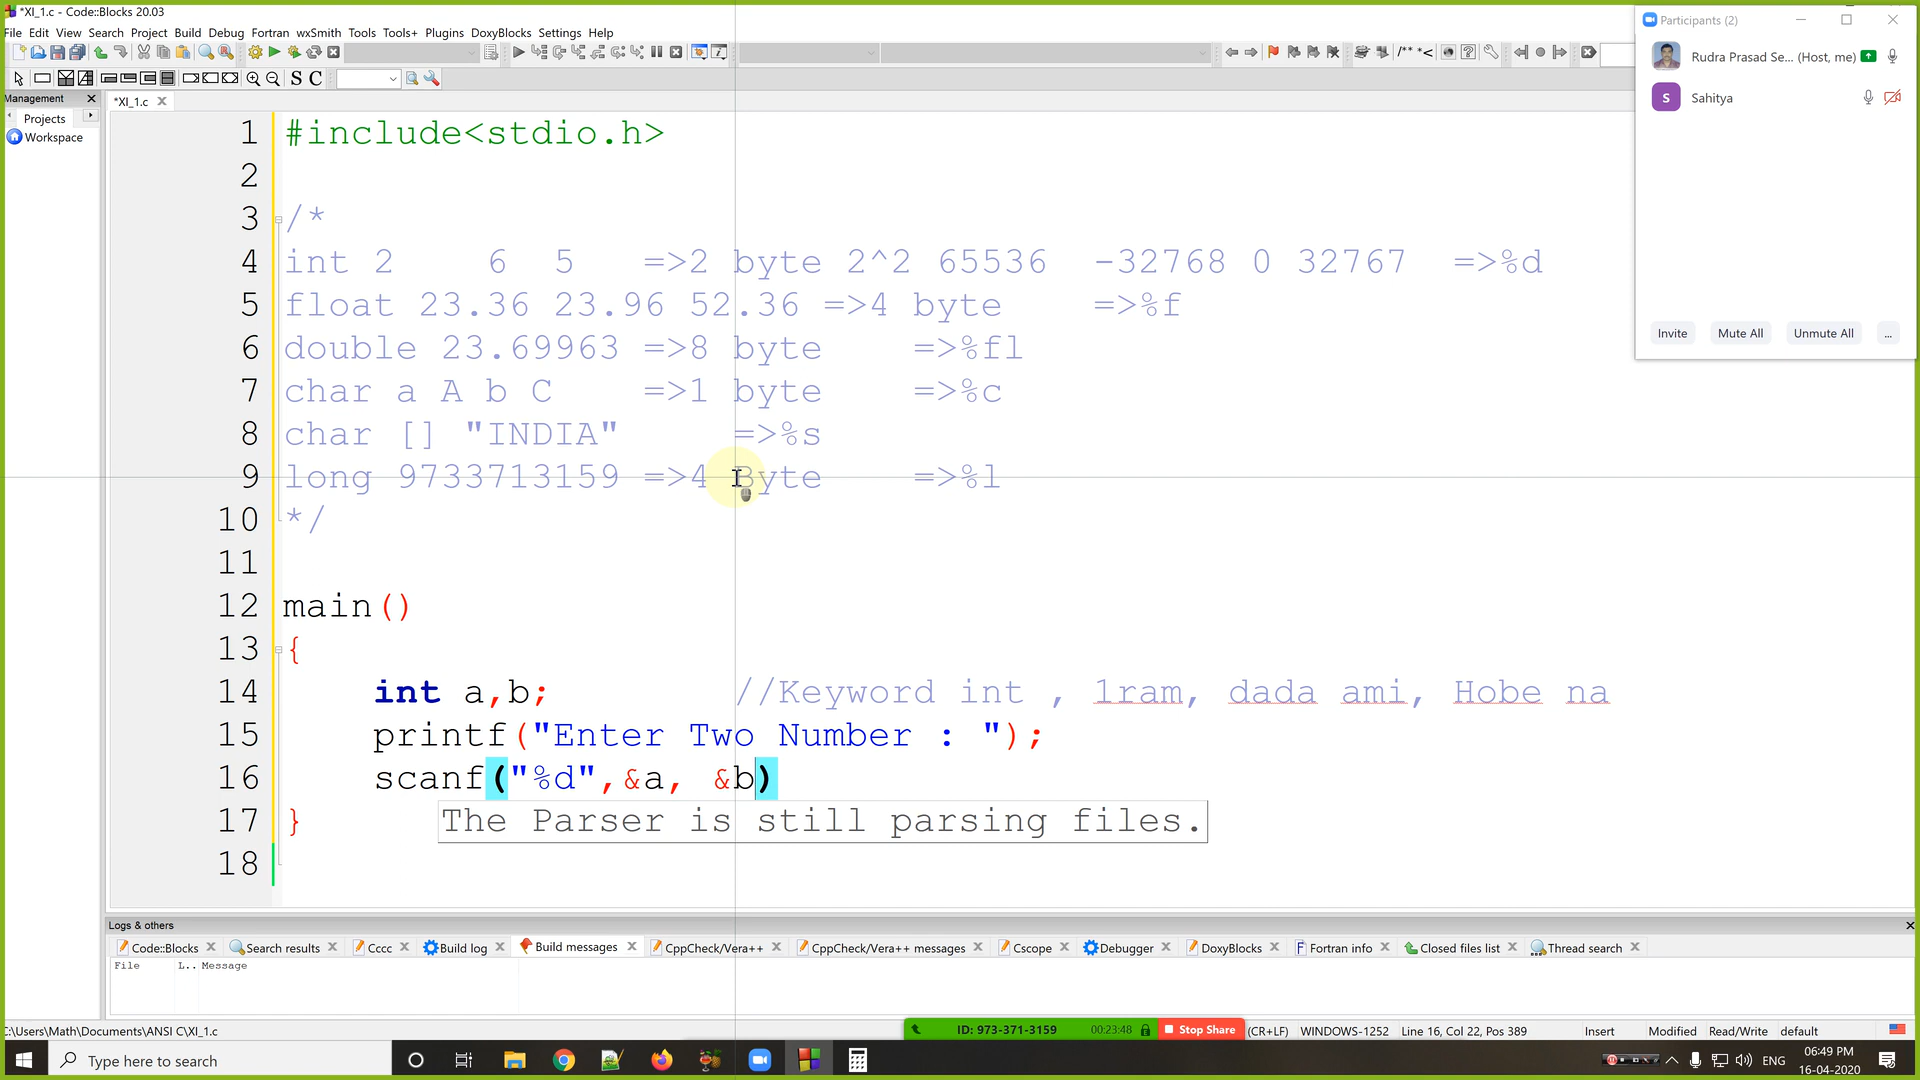 *XI_1.c - Code::Blocks 20.03
File Edit View Search Project Build Debug Fortran wxSmith Tools Tools+ Plugins DoxyBlocks Settings Help
/** *<
S C
Management
*XI_1.c
Projects
Workspace
1 #include<stdio.h>
2
3 /*
4 int 2 6 5 =>2 byte 2^2 65536 -32768 0 32767 =>%d
5 float 23.36 23.96 52.36 =>4 byte =>%f
6 double 23.69963 =>8 byte =>%fl
7 char a A b C =>1 byte =>%c
8 char [] "INDIA" =>%s
9 long 9733713159 =>4 Byte =>%l
10 */
11
12 main()
13 {
14 int a,b; //Keyword int , 1ram, dada ami, Hobe na
15 printf("Enter Two Number : ");
16 scanf("%d",&a, &b)
17 }
The Parser is still parsing files.
18
Participants (2)
Rudra Prasad Se... (Host, me)
S Sahitya
Invite Mute All Unmute All ...
Logs & others
Code::Blocks Search results Cccc Build log Build messages CppCheck/Vera++ CppCheck/Vera++ messages Cscope Debugger DoxyBlocks Fortran info Closed files list Thread search
File L.. Message
C:\Users\Math\Documents\ANSI C\XI_1.c
ID: 973-371-3159 00:23:48 Stop Share
(CR+LF) WINDOWS-1252 Line 16, Col 22, Pos 389 Insert Modified Read/Write default
Type here to search
ENG
06:49 PM
16-04-2020